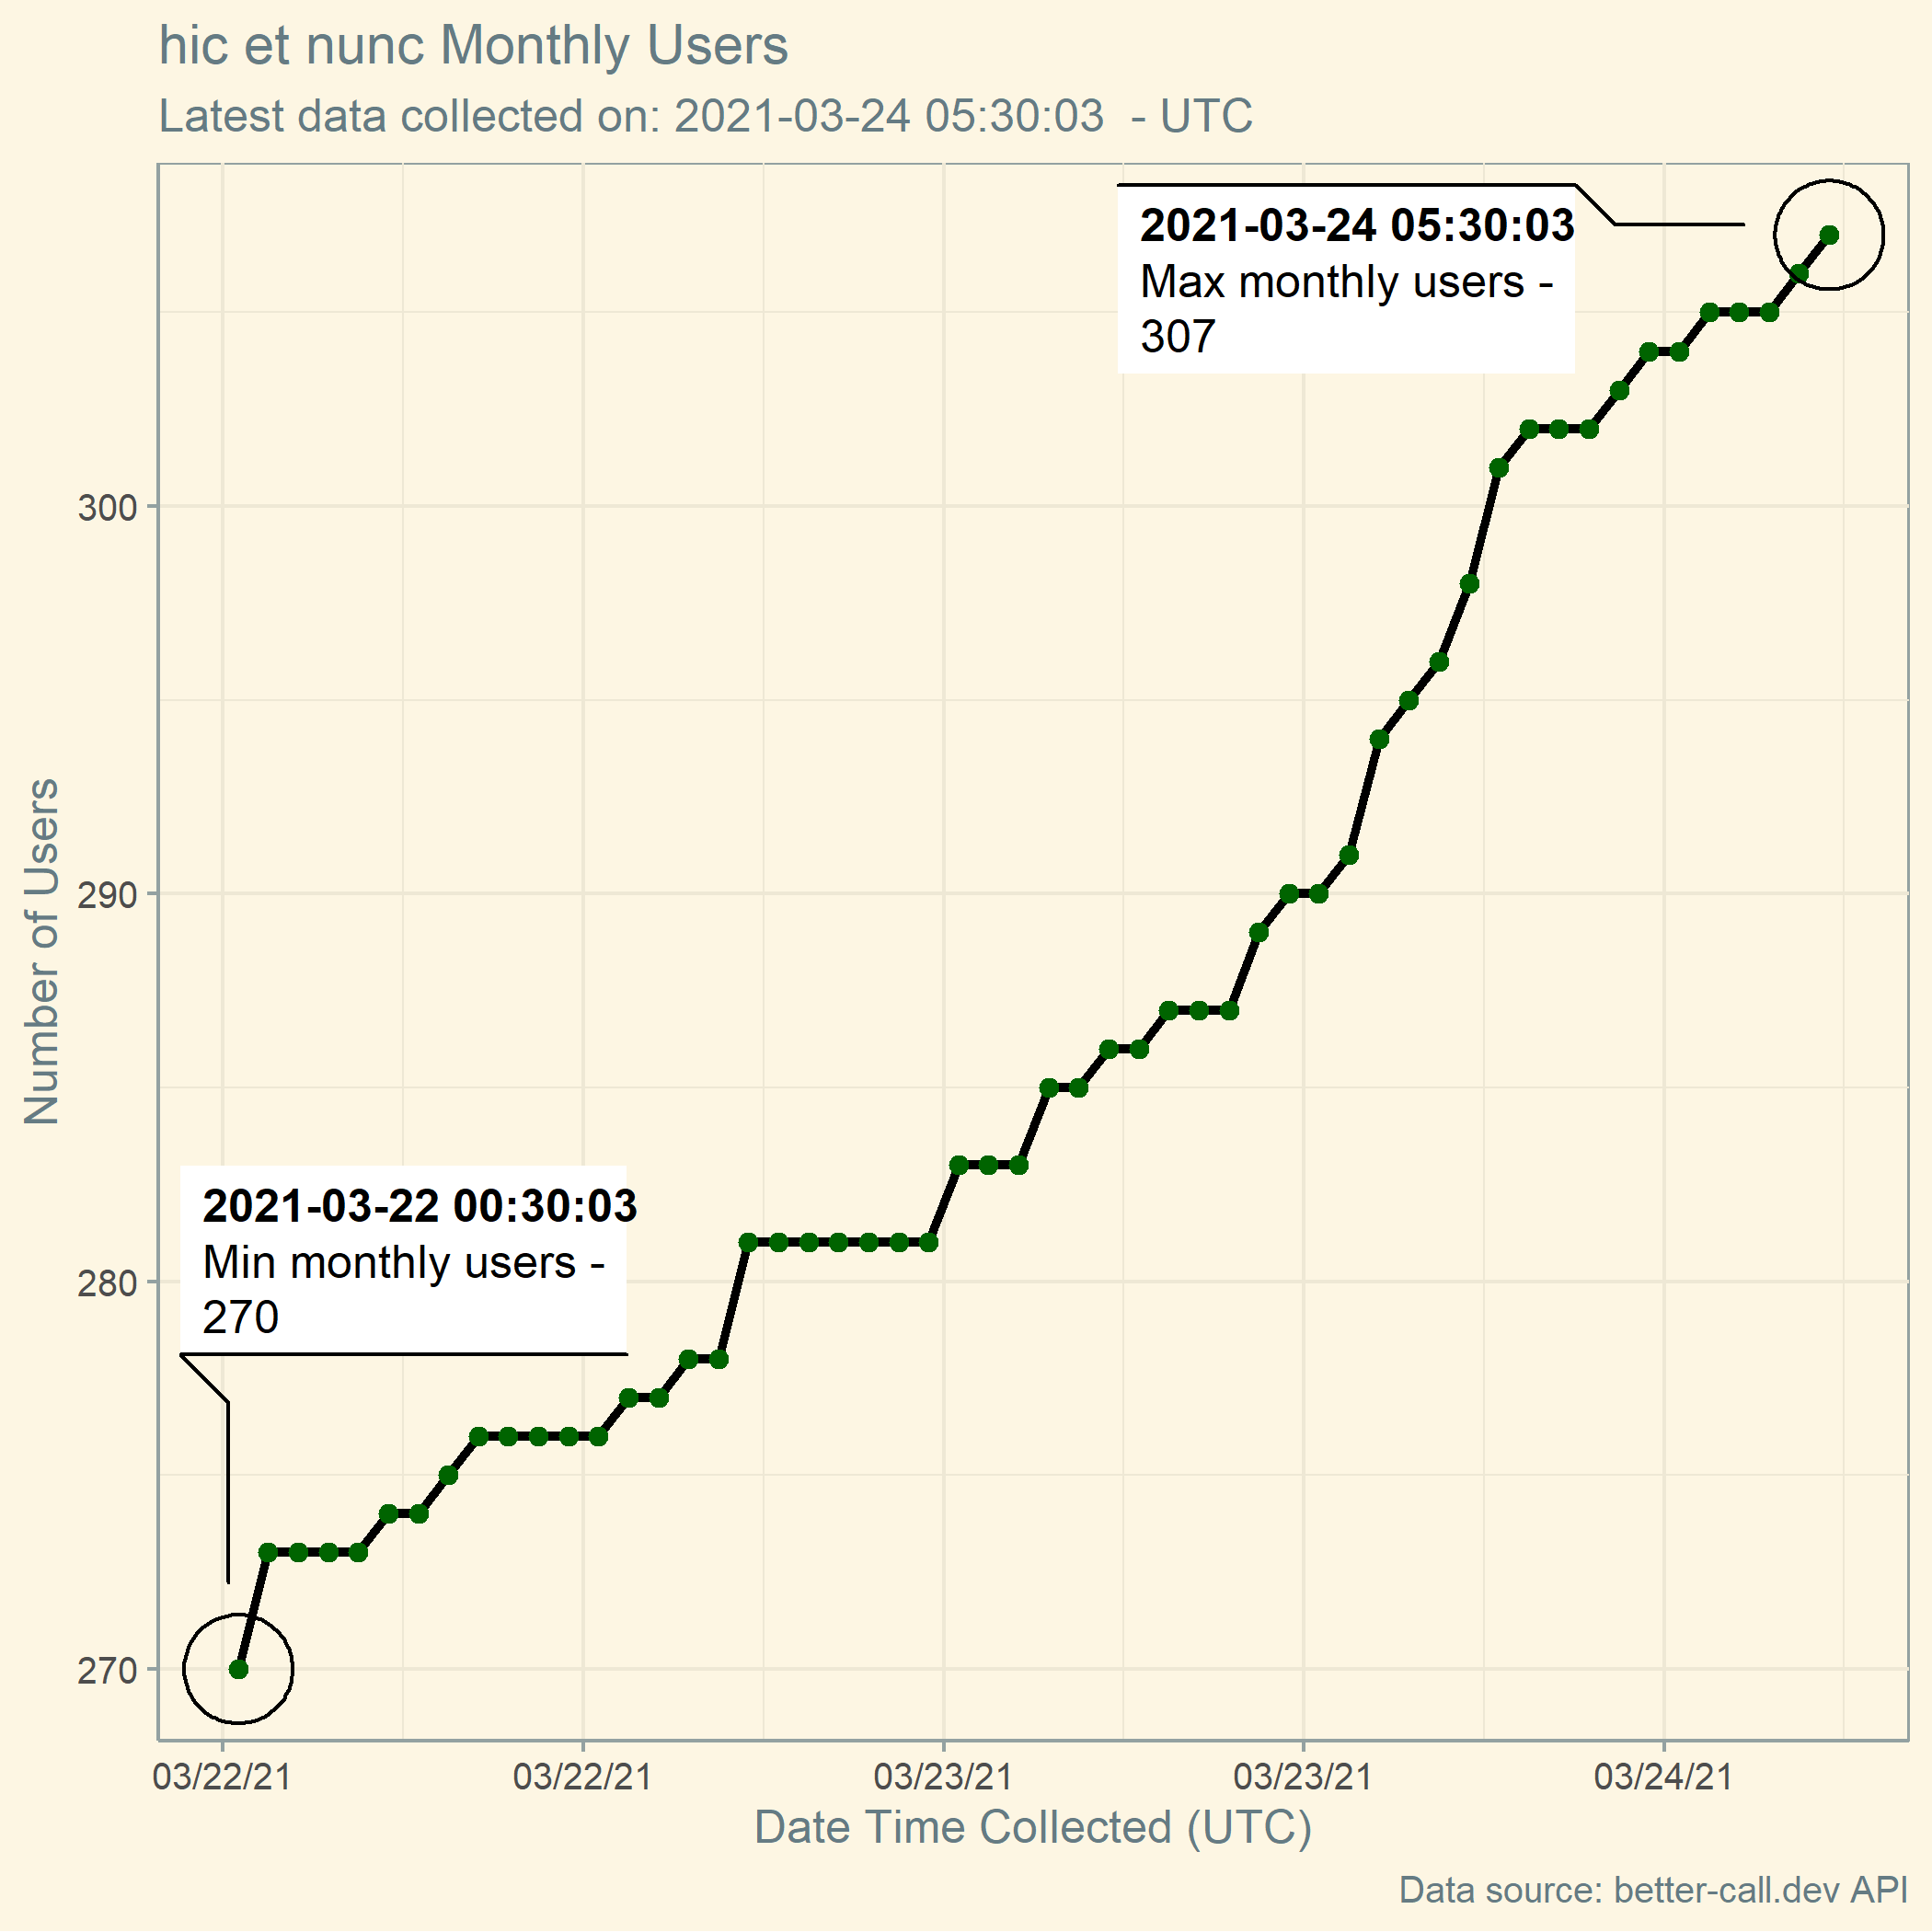 hic et nunc Monthly Users
Latest data collected on: 2021-03-24 05:30:03  - UTC
2021-03-24 05:30:03
Max monthly users -
307
300
290
280
270
Number of Users
2021-03-22 00:30:03
Min monthly users -
270
03/22/21
03/22/21
03/23/21
03/23/21
03/24/21
Date Time Collected (UTC)
Data source: better-call.dev API